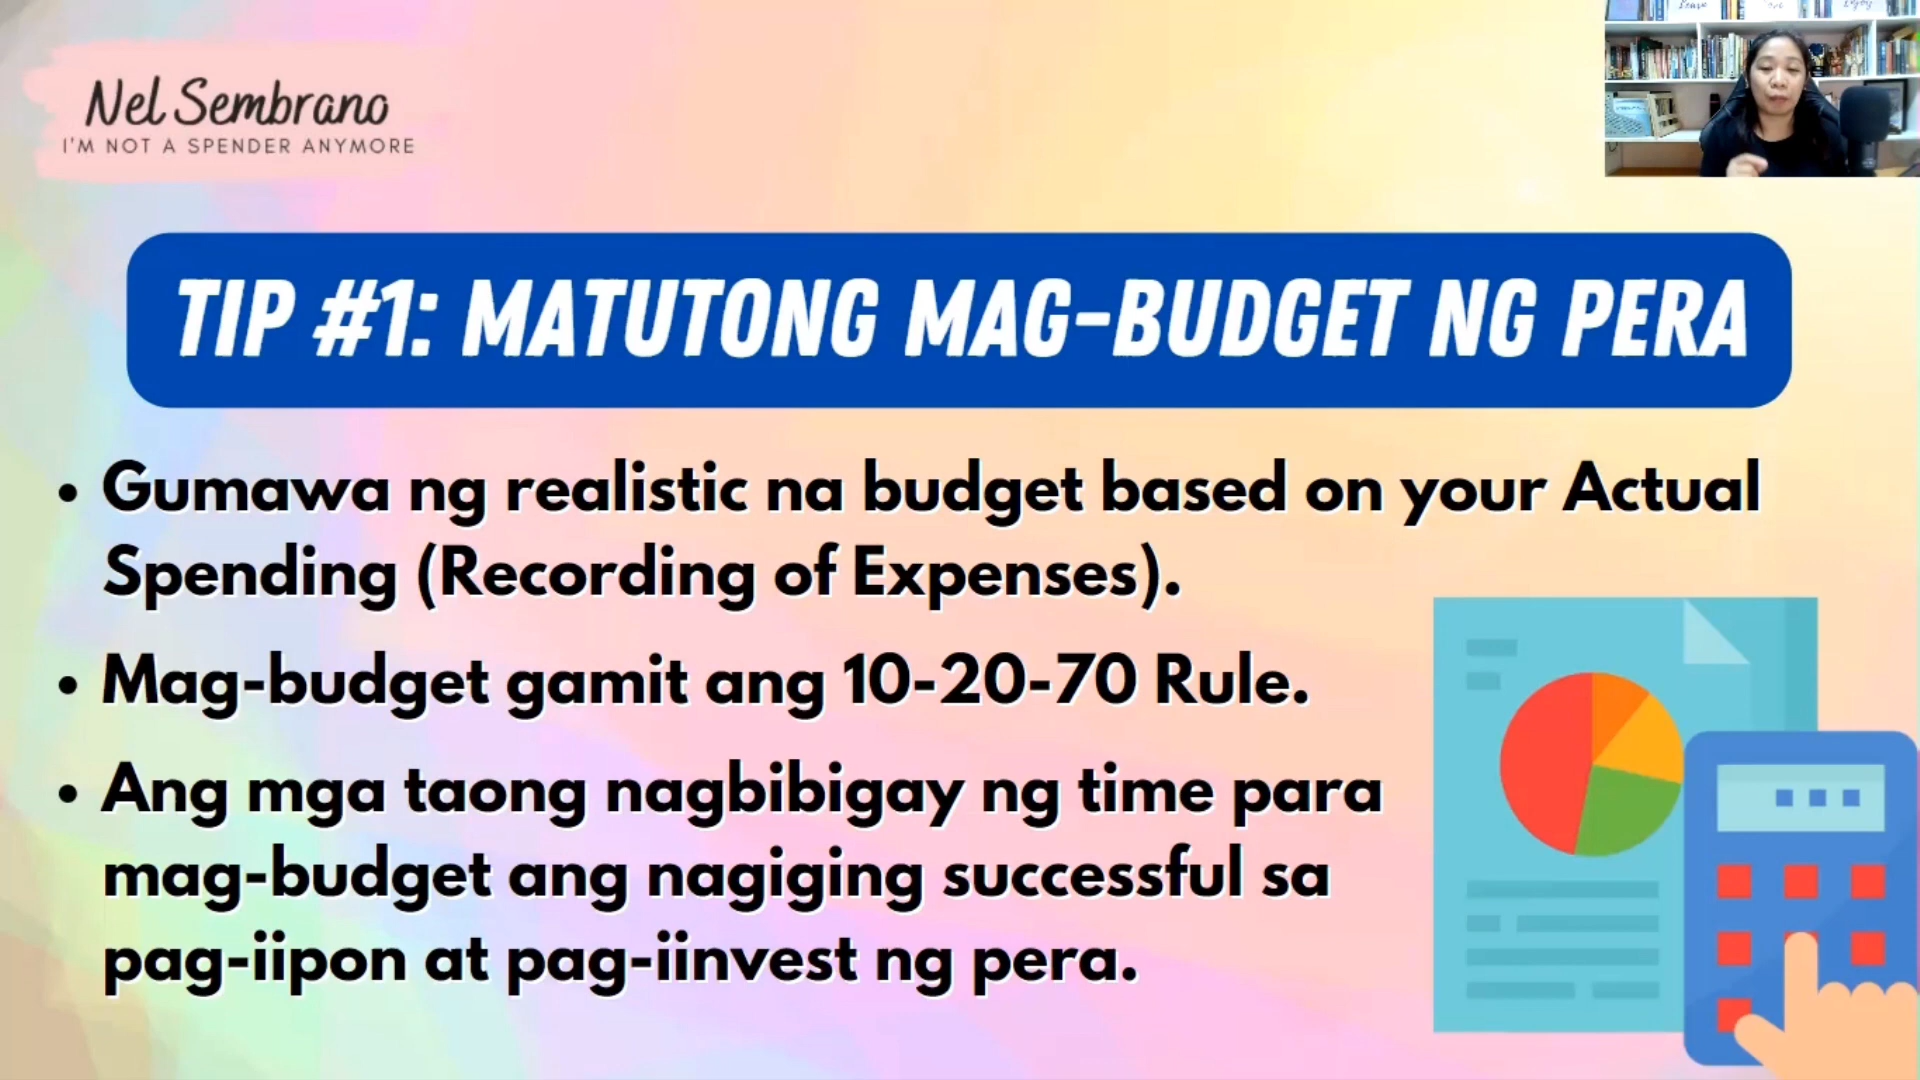 Nel Sembrano
I'M NOT A SPENDER ANYMORE
TIP #1: MATUTONG MAG-BUDGET NG PERA
• Gumawa ng realistic na budget based on your Actual
Spending (Recording of Expenses).
• Mag-budget gamit ang 10-20-70 Rule.
• Ang mga taong nagbibigay ng time para
mag-budget ang nagiging successful sa
pag-iipon at pag-iinvest ng pera.